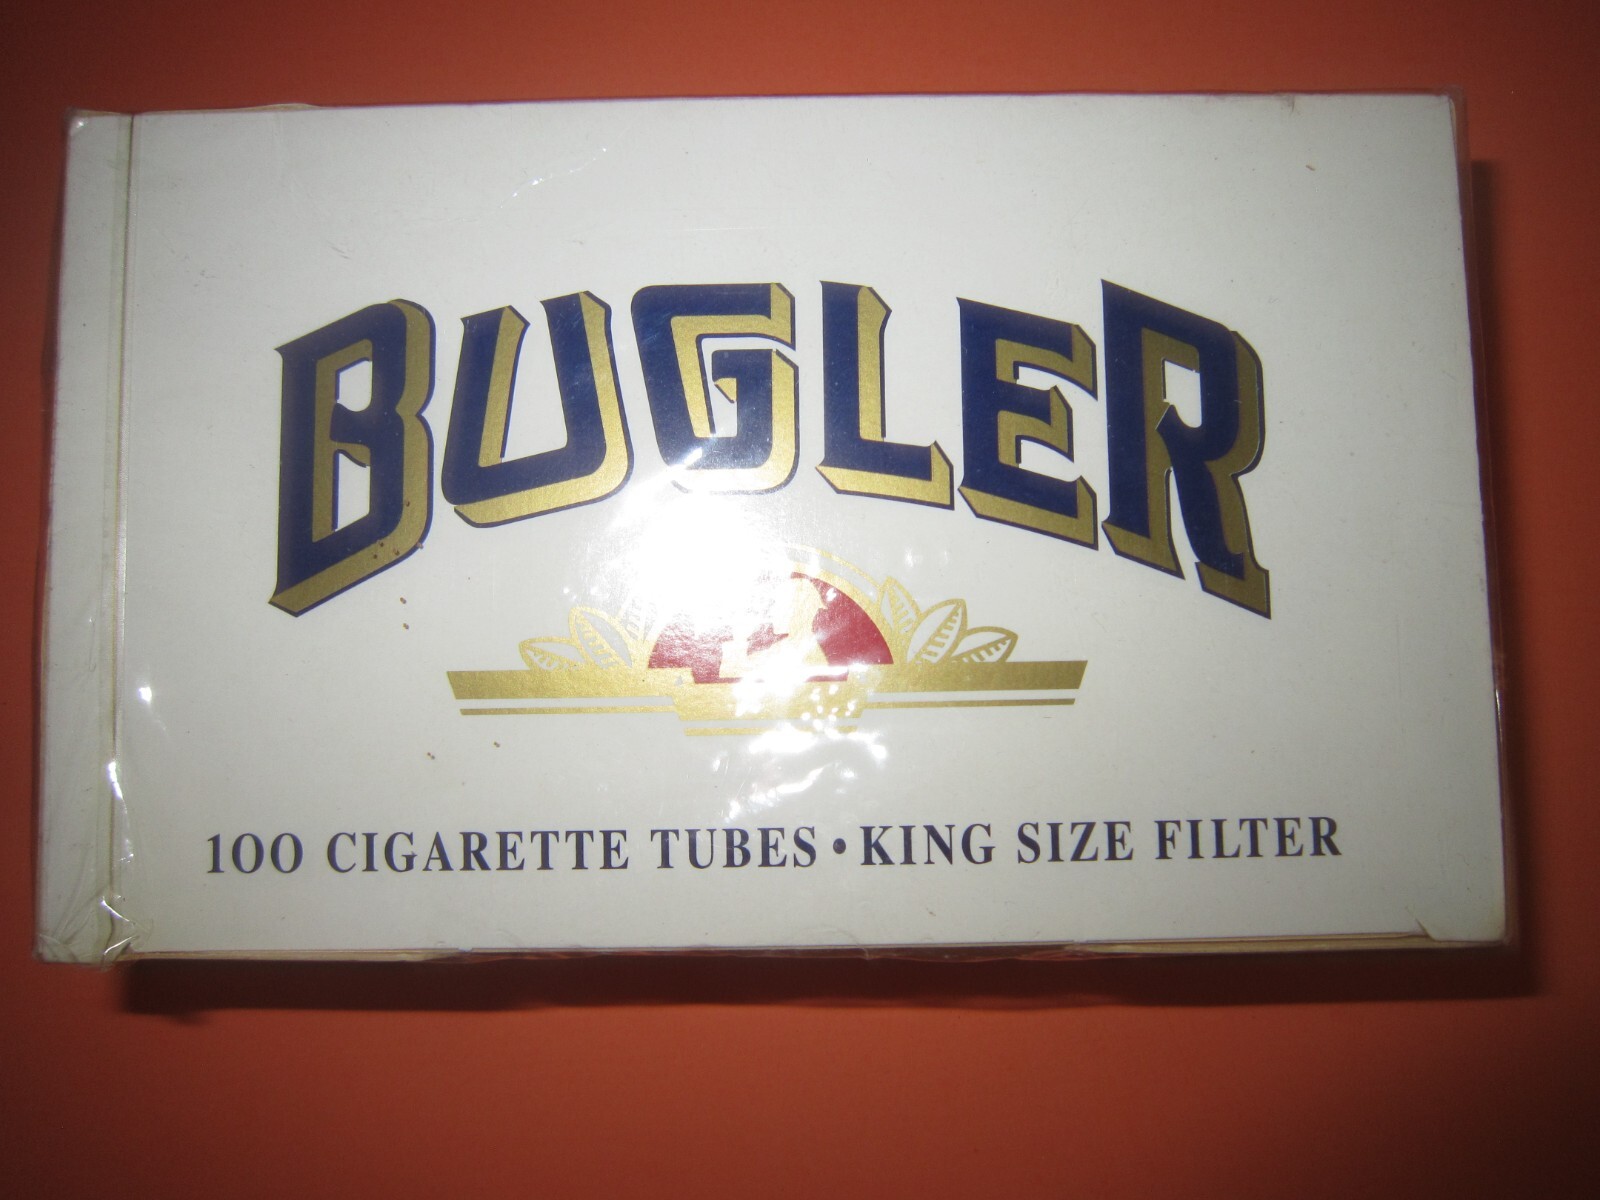 BUGLER
100 CIGARETTE TUBES • KING SIZE FILTER